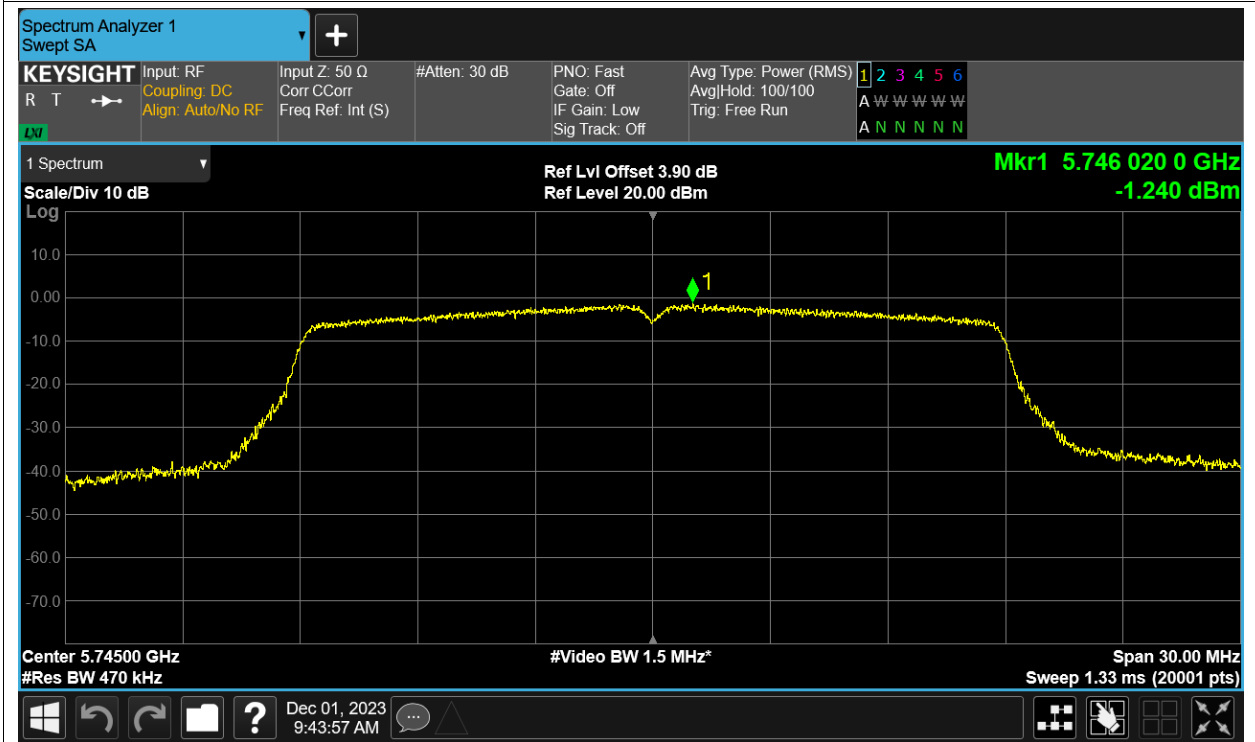 Spectrum Analyzer 1
Swept SA
+
KEYSIGHT
R T
LXI
Input: RF
Coupling: DC
Align: Auto/No RF
Input Z: 50 Ω
Corr CCorr
Freq Ref: Int (S)
#Atten: 30 dB
PNO: Fast
Gate: Off
IF Gain: Low
Sig Track: Off
Avg Type: Power (RMS)
Avg|Hold: 100/100
Trig: Free Run
1 2 3 4 5 6
A W W W W W
A N N N N N
1 Spectrum
Scale/Div 10 dB
Log
Ref Lvl Offset 3.90 dB
Ref Level 20.00 dBm
Mkr1 5.746 020 0 GHz
-1.240 dBm
10.0
0.00
-10.0
-20.0
-30.0
-40.0
-50.0
-60.0
-70.0
1
Center 5.74500 GHz
#Res BW 470 kHz
#Video BW 1.5 MHz*
Span 30.00 MHz
Sweep 1.33 ms (20001 pts)
?
Dec 01, 2023
9:43:57 AM